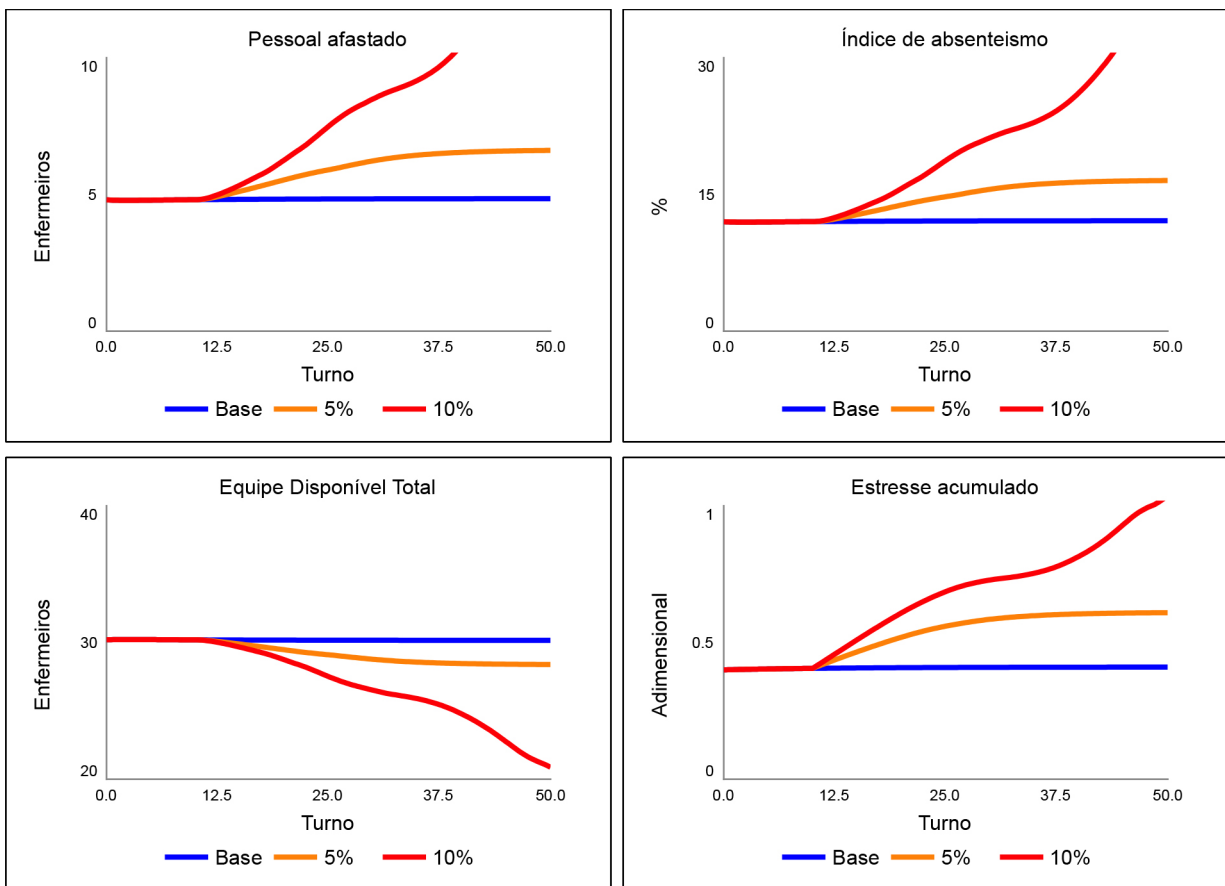 Pessoal afastado
10
5
0
Enfermeiros
0.0 12.5 25.0 37.5 50.0
Turno
Base 5% 10%
Índice de absenteismo
30
15
0
%
0.0 12.5 25.0 37.5 50.0
Turno
Base 5% 10%
Equipe Disponível Total
40
30
20
Enfermeiros
0.0 12.5 25.0 37.5 50.0
Turno
Base 5% 10%
Estresse acumulado
1
0.5
0
Adimensional
0.0 12.5 25.0 37.5 50.0
Turno
Base 5% 10%